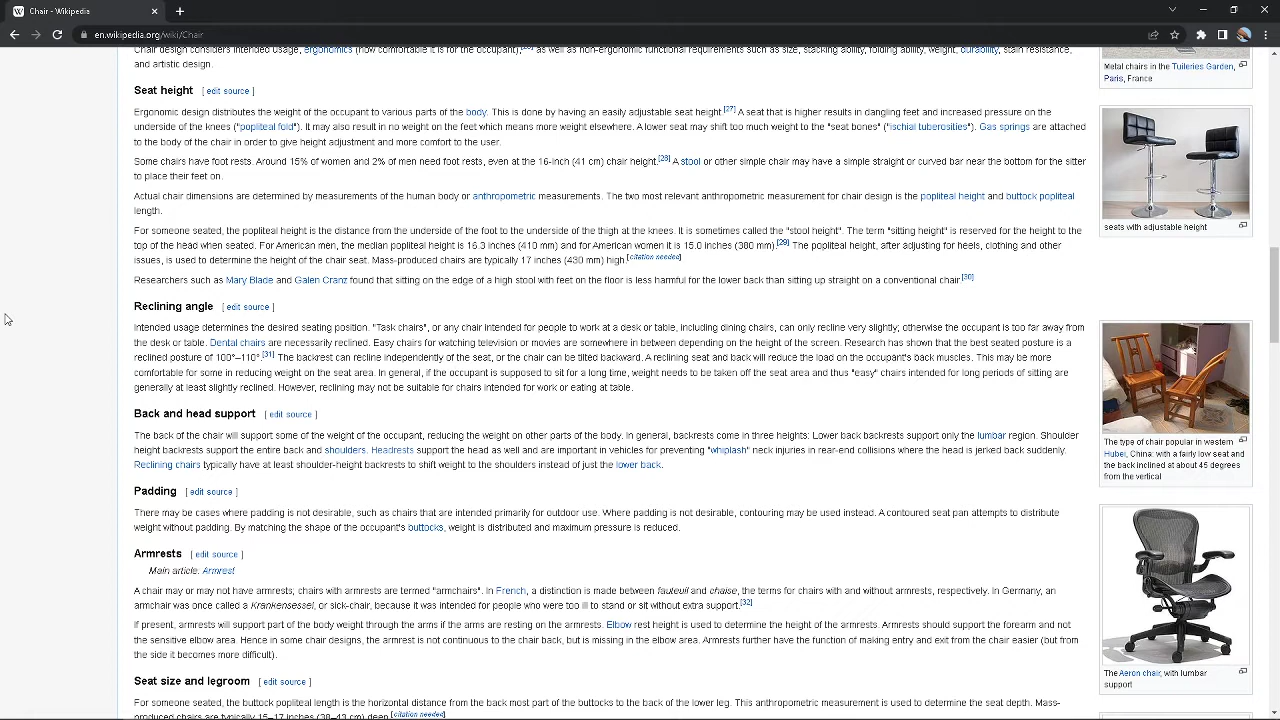 Chair - Wikipedia
en.wikipedia.org/wiki/Chair
Chair design considers intended usage, ergonomics (how comfortable it is for the occupant), as well as non-ergonomic functional requirements such as size, stacking ability, folding ability, weight, durability, stain resistance,
and artistic design.
Seat height [ edit source ]
Ergonomic design distributes the weight of the occupant to various parts of the body. This is done by having an easily adjustable seat height.[27] A seat that is higher results in dangling feet and increased pressure on the
underside of the knees ("popliteal fold"). It may also result in no weight on the feet which means more weight elsewhere. A lower seat may shift too much weight to the "seat bones" ("ischial tuberosities"). Gas springs are attached
to the body of the chair in order to give height adjustment and more comfort to the user.
Some chairs have foot rests. Around 15% of women and 2% of men need foot rests, even at the 16-inch (41 cm) chair height.[28] A stool or other simple chair may have a simple straight or curved bar near the bottom for the sitter
to place their feet on.
Actual chair dimensions are determined by measurements of the human body or anthropometric measurements. The two most relevant anthropometric measurement for chair design is the popliteal height and buttock popliteal
length.
For someone seated, the popliteal height is the distance from the underside of the foot to the underside of the thigh at the knees. It is sometimes called the "stool height". The term "sitting height" is reserved for the height to the
top of the head when seated. For American men, the median popliteal height is 16.3 inches (410 mm) and for American women it is 15.0 inches (380 mm).[29] The popliteal height, after adjusting for heels, clothing and other
issues, is used to determine the height of the chair seat. Mass-produced chairs are typically 17 inches (430 mm) high.[citation needed]
Researchers such as Mary Blade and Galen Cranz found that sitting on the edge of a high stool with feet on the floor is less harmful for the lower back than sitting up straight on a conventional chair.[30]
Reclining angle [ edit source ]
Intended usage determines the desired seating position. "Task chairs", or any chair intended for people to work at a desk or table, including dining chairs, can only recline very slightly; otherwise the occupant is too far away from
the desk or table. Dental chairs are necessarily reclined. Easy chairs for watching television or movies are somewhere in between depending on the height of the screen. Research has shown that the best seated posture is a
reclined posture of 100°–110°.[31] The backrest can recline independently of the seat, or the chair can be tilted backward. A reclining seat and back will reduce the load on the occupant's back muscles. This may be more
comfortable for some in reducing weight on the seat area. In general, if the occupant is supposed to sit for a long time, weight needs to be taken off the seat area and thus "easy" chairs intended for long periods of sitting are
generally at least slightly reclined. However, reclining may not be suitable for chairs intended for work or eating at table.
Back and head support [ edit source ]
The back of the chair will support some of the weight of the occupant, reducing the weight on other parts of the body. In general, backrests come in three heights: Lower back backrests support only the lumbar region. Shoulder
height backrests support the entire back and shoulders. Headrests support the head as well and are important in vehicles for preventing "whiplash" neck injuries in rear-end collisions where the head is jerked back suddenly.
Reclining chairs typically have at least shoulder-height backrests to shift weight to the shoulders instead of just the lower back.
Padding [ edit source ]
There may be cases where padding is not desirable, such as chairs that are intended primarily for outdoor use. Where padding is not desirable, contouring may be used instead. A contoured seat pan attempts to distribute
weight without padding. By matching the shape of the occupant's buttocks, weight is distributed and maximum pressure is reduced.
Armrests [ edit source ]
Main article: Armrest
A chair may or may not have armrests; chairs with armrests are termed "armchairs". In French, a distinction is made between fauteuil and chaise, the terms for chairs with and without armrests, respectively. In Germany, an
armchair was once called a Krankensessel, or sick-chair, because it was intended for people who were too ill to stand or sit without extra support.[32]
If present, armrests will support part of the body weight through the arms if the arms are resting on the armrests. Elbow rest height is used to determine the height of the armrests. Armrests should support the forearm and not
the sensitive elbow area. Hence in some chair designs, the armrest is not continuous to the chair back, but is missing in the elbow area. Armrests further have the function of making entry and exit from the chair easier (but from
the side it becomes more difficult).
Seat size and legroom [ edit source ]
For someone seated, the buttock popliteal length is the horizontal distance from the back most part of the buttocks to the back of the lower leg. This anthropometric measurement is used to determine the seat depth. Mass-
produced chairs are typically 15–17 inches (38–43 cm) deep.[citation needed]
Metal chairs in the Tuileries Garden,
Paris, France
seats with adjustable height
The type of chair popular in western
Hubei, China: with a fairly low seat and
the back inclined at about 45 degrees
from the vertical
The Aeron chair, with lumbar
support